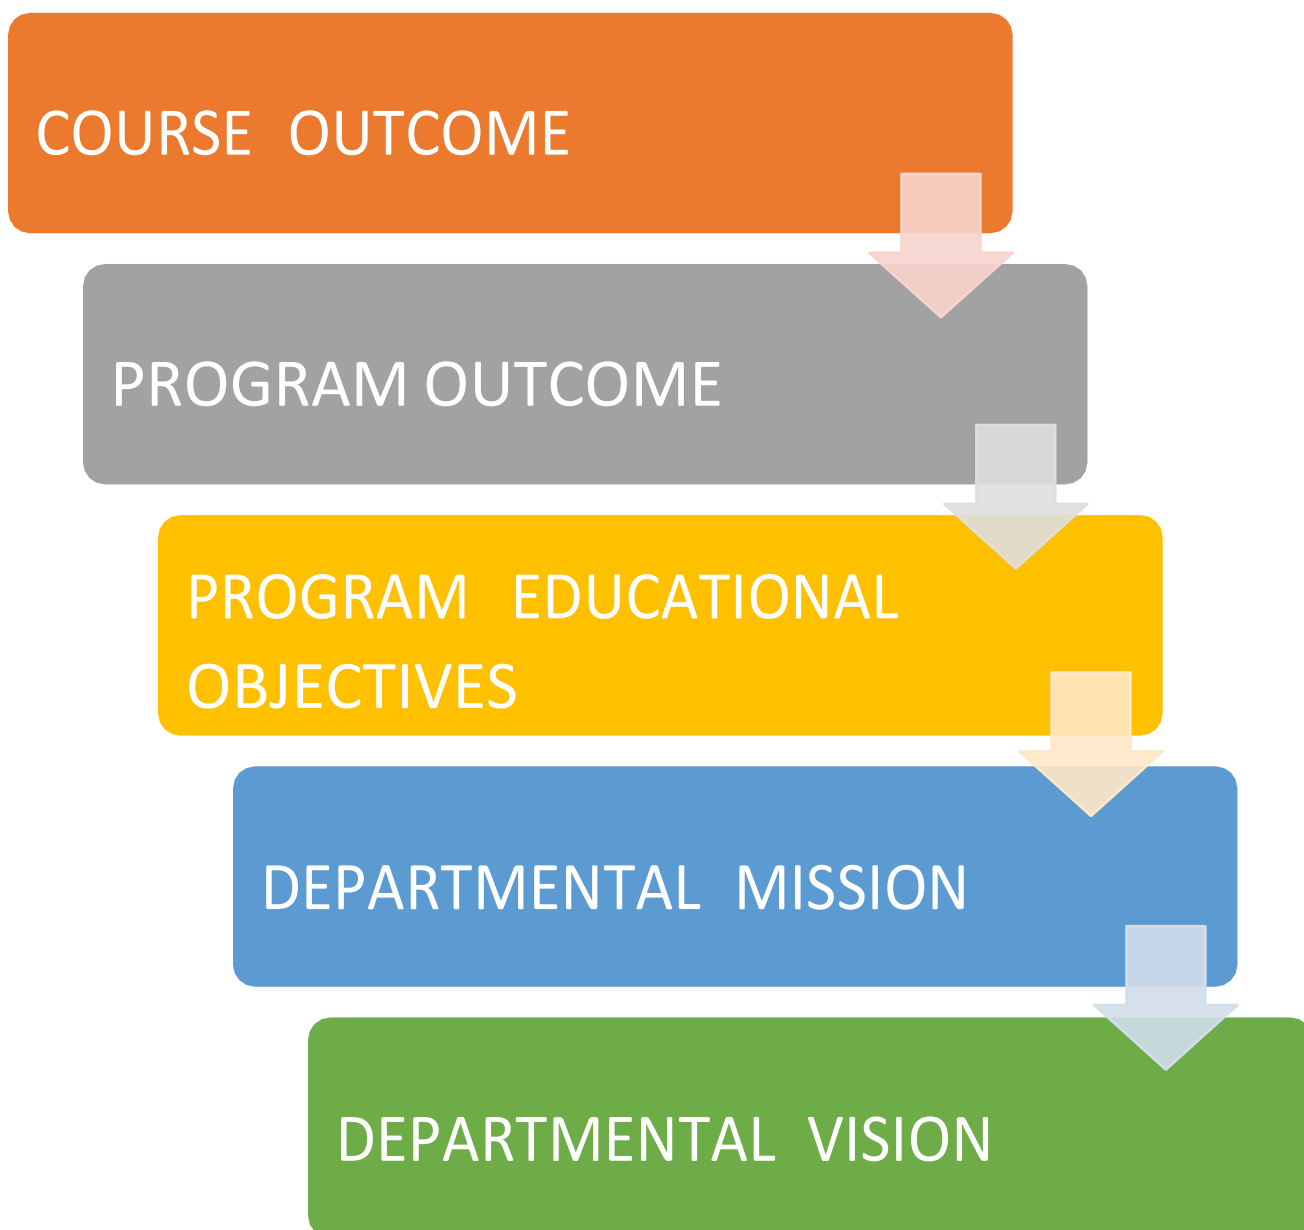 COURSE OUTCOME
PROGRAM OUTCOME
PROGRAM EDUCATIONAL
OBJECTIVES
DEPARTMENTAL MISSION
DEPARTMENTAL VISION